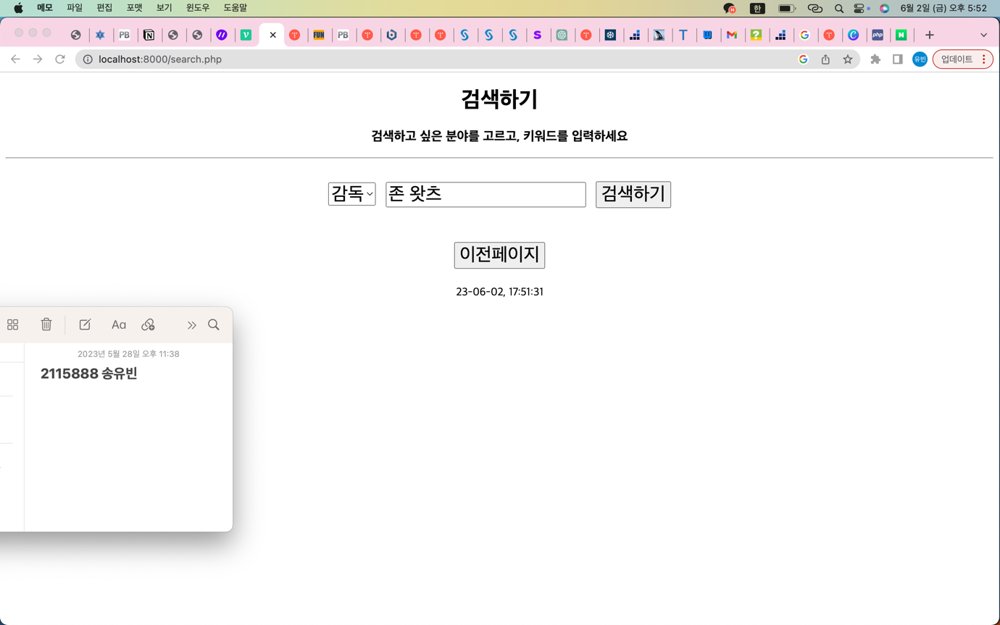 메모 파일 편집 포맷 보기 윈도우 도움말 한 6월 2일 (금) 오후 5:52
PB FUN PB php N
localhost:8000/search.php 유빈 업데이트
검색하기
검색하고 싶은 분야를 고르고, 키워드를 입력하세요
감독 존 왓츠 검색하기
이전페이지
23-06-02, 17:51:31
Aa
2023년 5월 28일 오후 11:38
2115888 송유빈